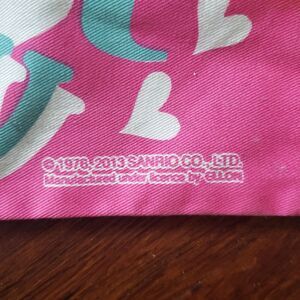 © 1976, 2013 SANRIO CO., LTD.
Manufactured under licence by